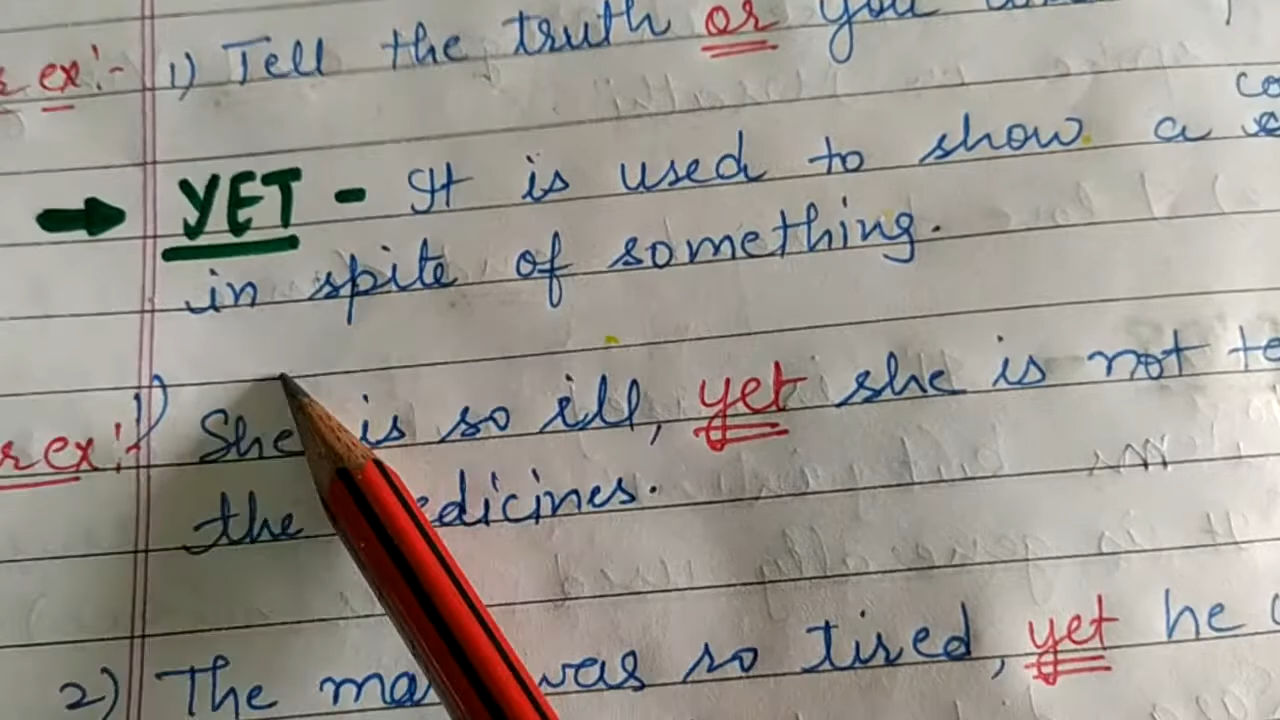 ex:- 1) Tell the truth or you
YET - It is used to show a
in spite of something.
ex:- 1) She is so ill, yet she is not
the
2) The was so tired, yet he